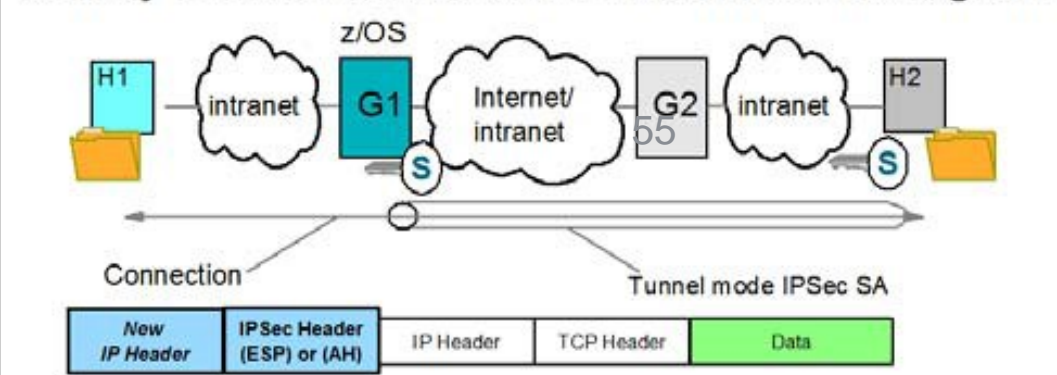 z/OS
H1
intranet
G1
Internet/
intranet
G2
55
intranet
H2
S
S
Connection
Tunnel mode IPSec SA
New
IP Header
IPSec Header
(ESP) or (AH)
IP Header
TCP Header
Data